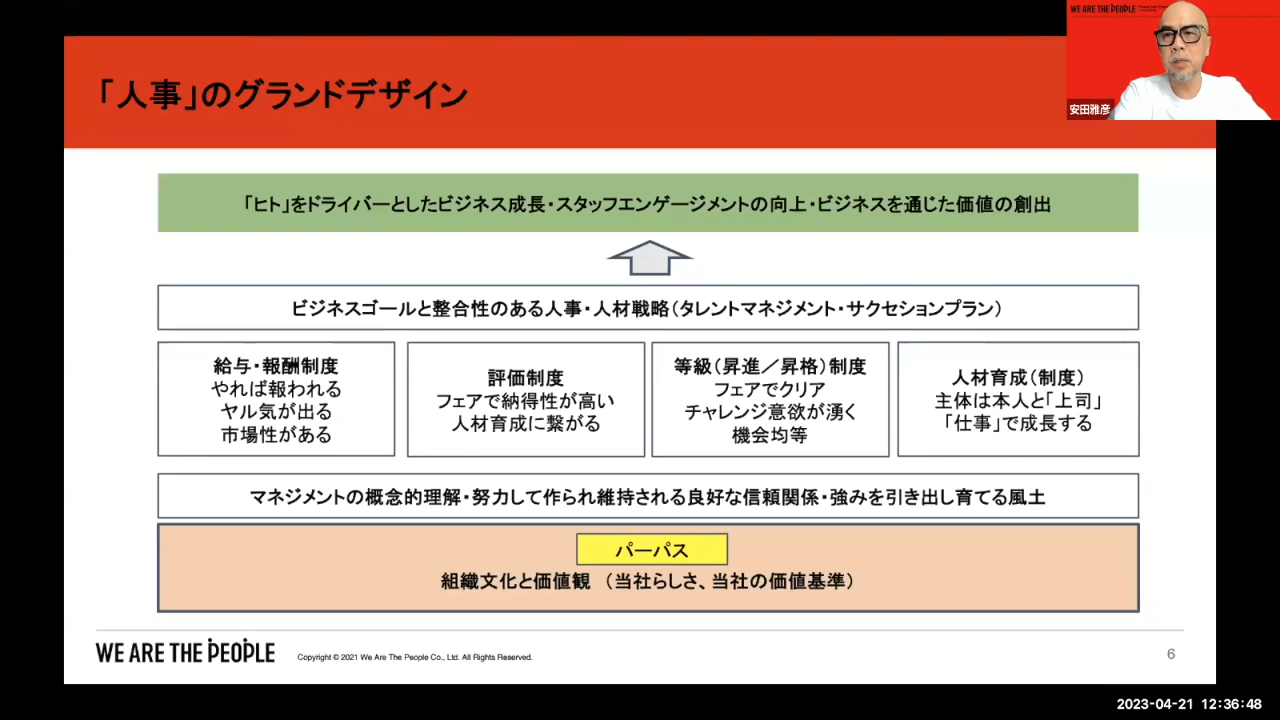 WE ARE THE PEOPLE
安田雅彦
「人事」のグランドデザイン
「ヒト」をドライバーとしたビジネス成長・スタッフエンゲージメントの向上・ビジネスを通じた価値の創出
ビジネスゴールと整合性のある人事・人材戦略(タレントマネジメント・サクセションプラン)
給与・報酬制度
やれば報われる
ヤル気が出る
市場性がある
評価制度
フェアで納得性が高い
人材育成に繋がる
等級(昇進/昇格)制度
フェアでクリア
チャレンジ意欲が湧く
機会均等
人材育成(制度)
主体は本人と「上司」
「仕事」で成長する
マネジメントの概念的理解・努力して作られ維持される良好な信頼関係・強みを引き出し育てる風土
パーパス
組織文化と価値観 (当社らしさ、当社の価値基準)
WE ARE THE PEOPLE
Copyright © 2021 We Are The People Co., Ltd. All Rights Reserved.
6
2023-04-21 12:36:48